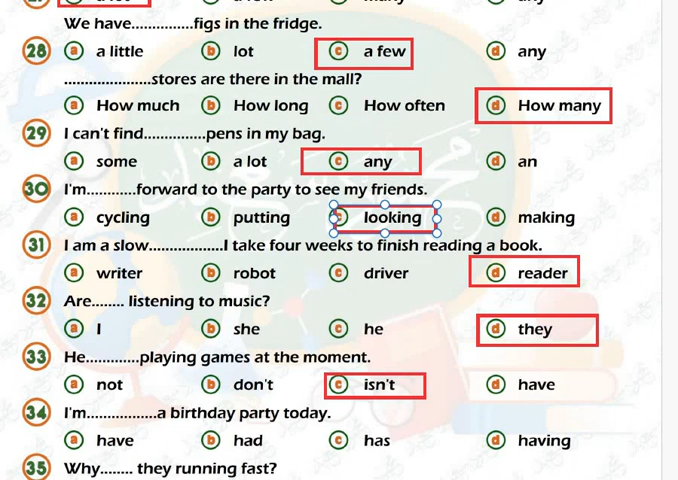 We have..............figs in the fridge.
28 a a little b lot c a few d any
.....................stores are there in the mall?
a How much b How long c How often d How many
29 I can't find...............pens in my bag.
a some b a lot c any d an
30 I'm............forward to the party to see my friends.
a cycling b putting c looking d making
31 I am a slow..................I take four weeks to finish reading a book.
a writer b robot c driver d reader
32 Are........ listening to music?
a I b she c he d they
33 He.............playing games at the moment.
a not b don't c isn't d have
34 I'm.................a birthday party today.
a have b had c has d having
35 Why........ they running fast?